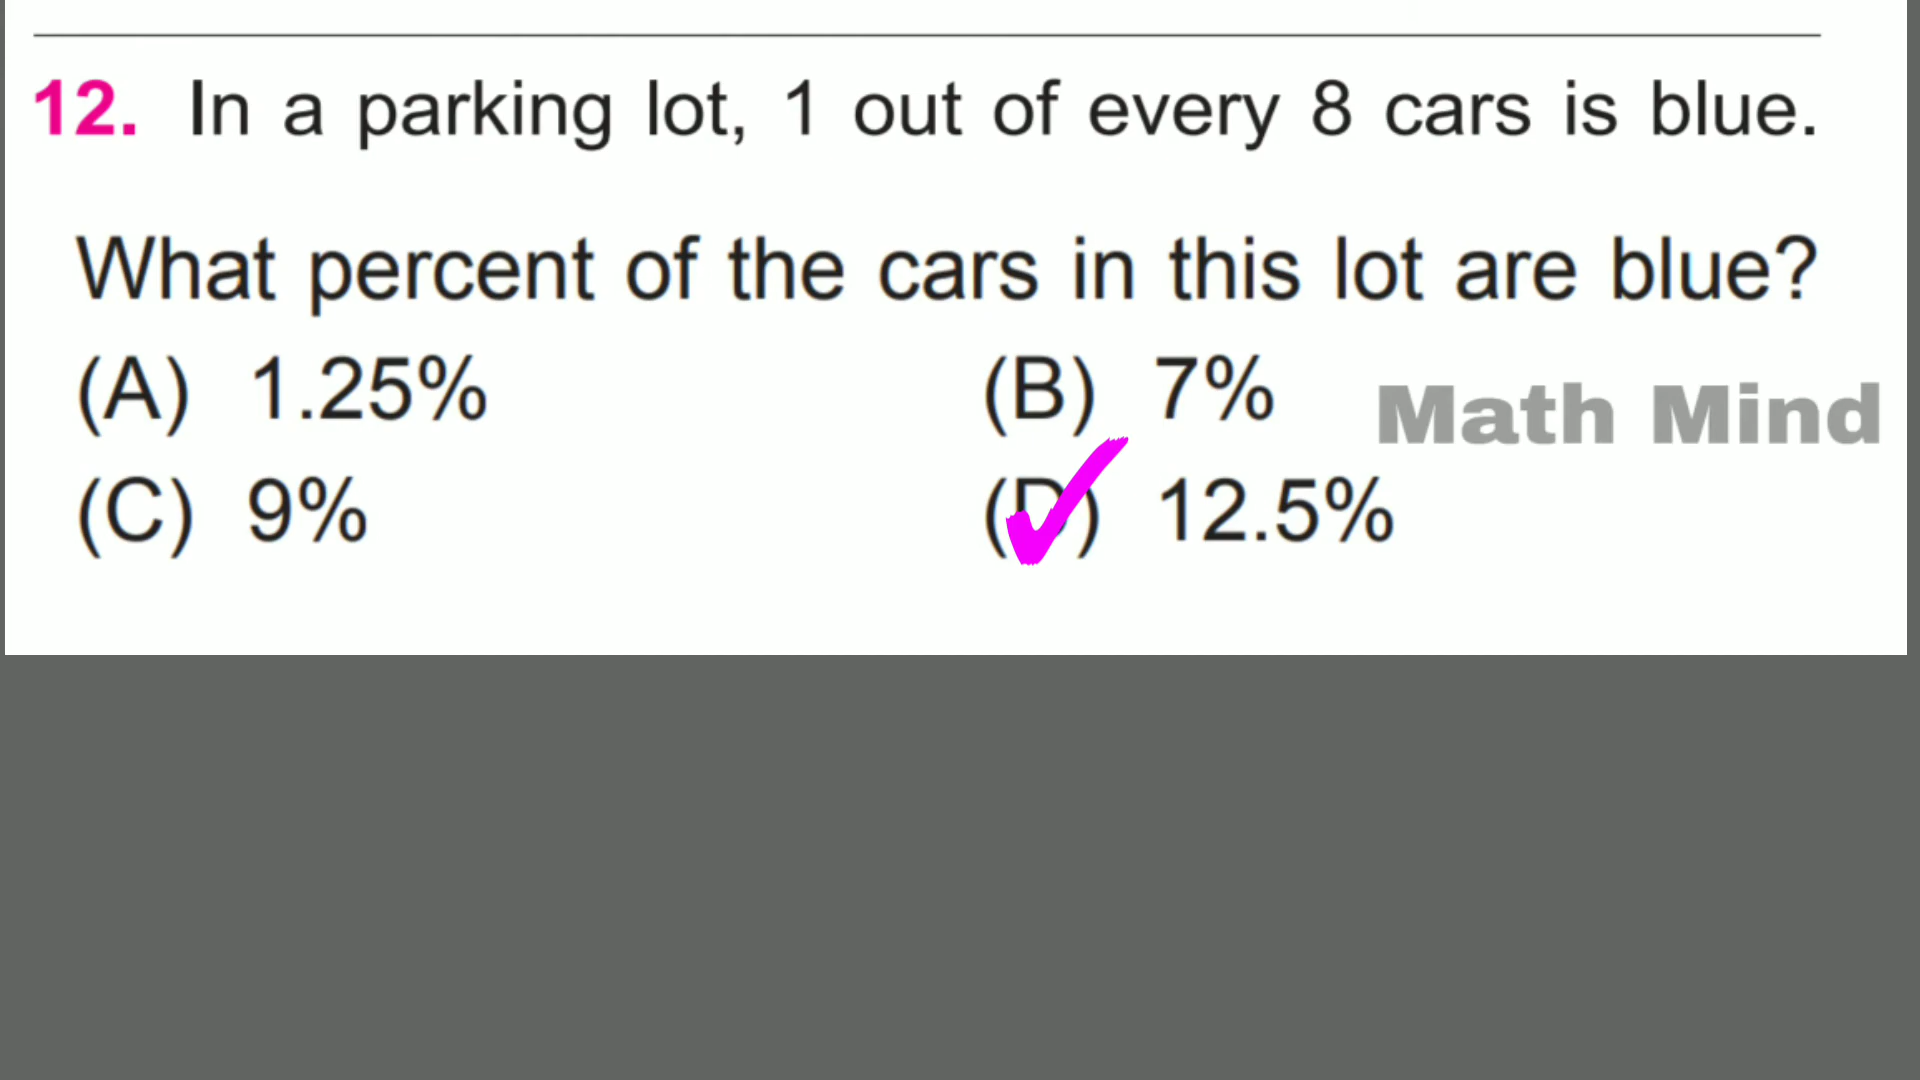 12. In a parking lot, 1 out of every 8 cars is blue.
What percent of the cars in this lot are blue?
(A) 1.25% (B) 7%
Math Mind
(C) 9% (D) 12.5%